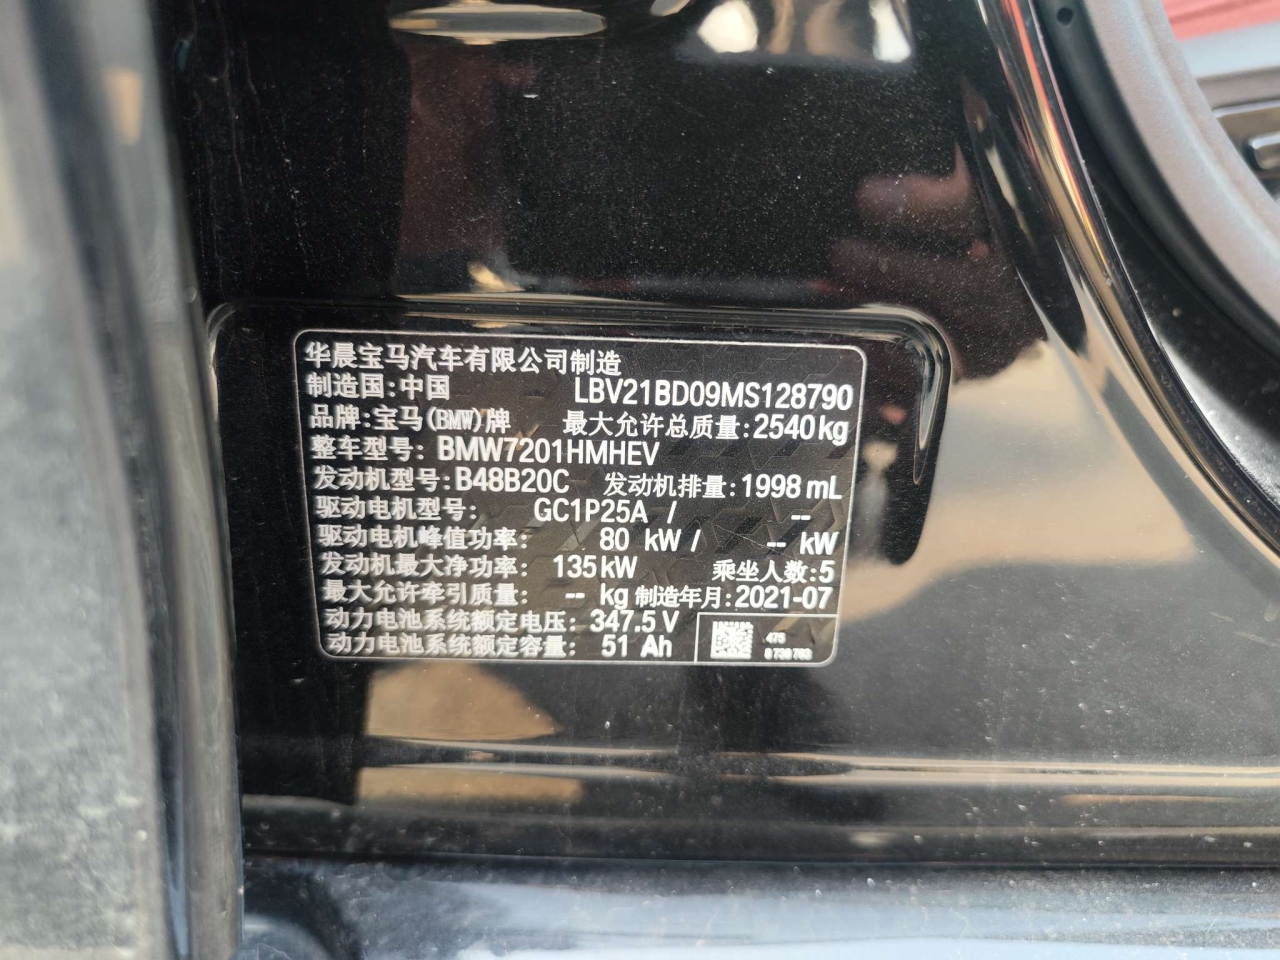 华晨宝马汽车有限公司制造
制造国:中国 LBV21BD09MS128790
品牌:宝马(BMW)牌 最大允许总质量:2540kg
整车型号: BMW7201HMHEV
发动机型号:B48B20C 发动机排量:1998 mL
驱动电机型号: GC1P25A / --
驱动电机峰值功率: 80 kW / -- kW
发动机最大净功率: 135kW 乘坐人数:5
最大允许牵引质量: -- kg 制造年月:2021-07
动力电池系统额定电压: 347.5 V
动力电池系统额定容量: 51 Ah
475